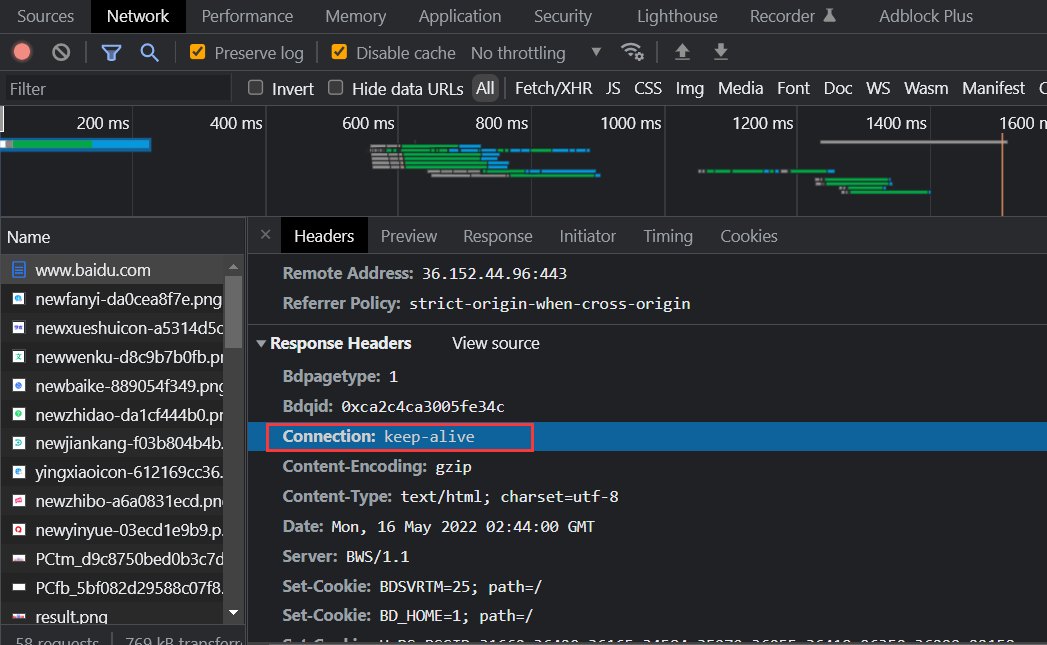 Sources Network Performance Memory Application Security Lighthouse Recorder Adblock Plus
Preserve log Disable cache No throttling
Filter Invert Hide data URLs All Fetch/XHR JS CSS Img Media Font Doc WS Wasm Manifest
200 ms 400 ms 600 ms 800 ms 1000 ms 1200 ms 1400 ms 1600 m
Name
× Headers Preview Response Initiator Timing Cookies
www.baidu.com
newfanyi-da0cea8f7e.png
newxueshuicon-a5314d5c
newwenku-d8c9b7b0fb.pr
newbaike-889054f349.png
newzhidao-da1cf444b0.pr
newjiankang-f03b804b4b.
yingxiaoicon-612169cc36.
newzhibo-a6a0831ecd.pn
newyinyue-03ecd1e9b9.p
PCtm_d9c8750bed0b3c7d
PCfb_5bf082d29588c07f8.
result.png
58 requests 769 kB transferr
Remote Address: 36.152.44.96:443
Referrer Policy: strict-origin-when-cross-origin
Response Headers View source
Bdpagetype: 1
Bdqid: 0xca2c4ca3005fe34c
Connection: keep-alive
Content-Encoding: gzip
Content-Type: text/html; charset=utf-8
Date: Mon, 16 May 2022 02:44:00 GMT
Server: BWS/1.1
Set-Cookie: BDSVRTM=25; path=/
Set-Cookie: BD_HOME=1; path=/